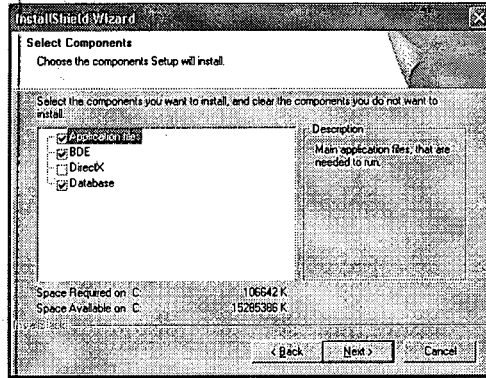 InstallShield Wizard
Select Components
Choose the components Setup will install.
Select the components you want to install, and clear the components you do not want to
install.
Application files
BDE
DirectX
Database
Description
Main application files, that are
needed to run.
Space Required on C: 106642 K
Space Available on C: 15285386 K
InstallShield
< Back
Next >
Cancel